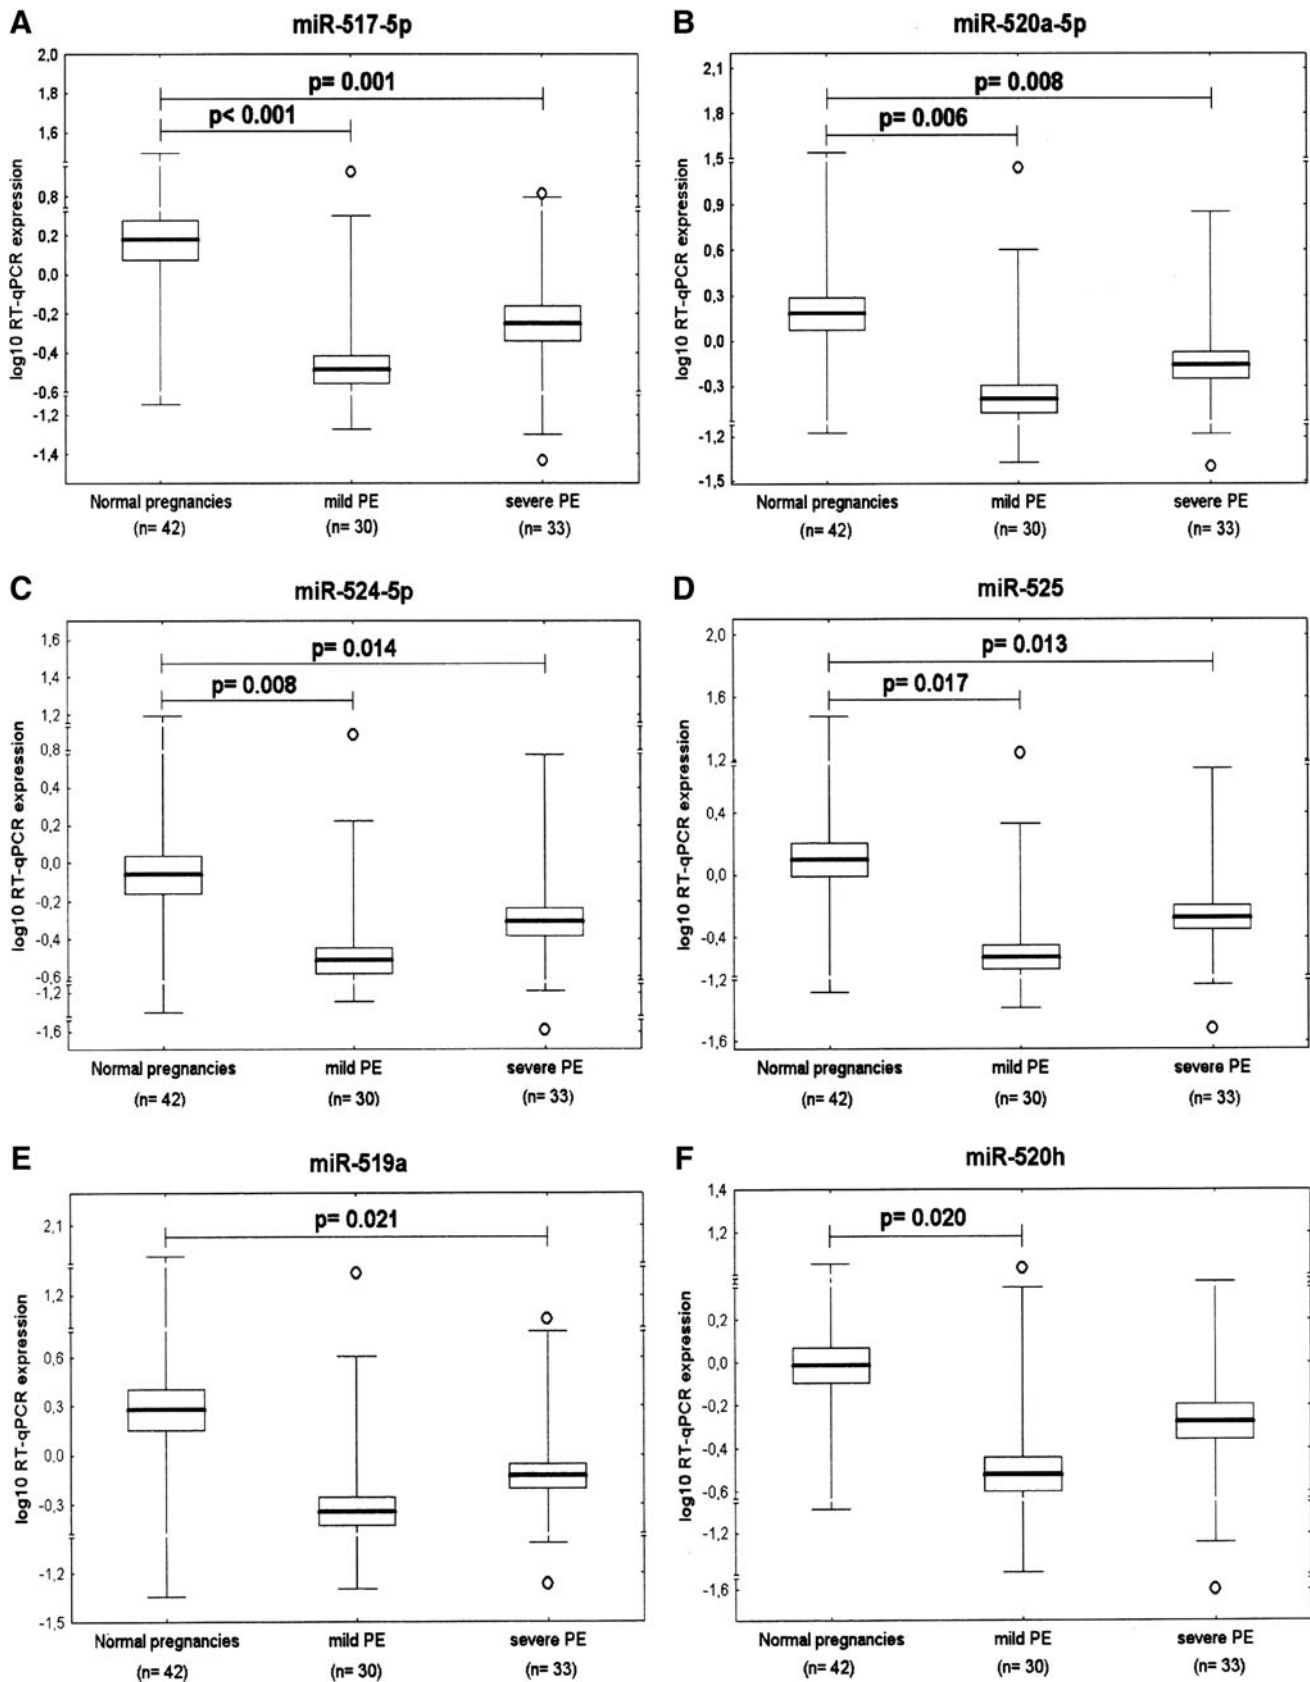 A
miR-517-5p
log10 RT-qPCR expression
2,0
1,8
1,6
0,8
0,2
0,0
-0,2
-0,4
-0,6
-1,2
-1,4
p= 0.001
p< 0.001
Normal pregnancies
(n= 42)
mild PE
(n= 30)
severe PE
(n= 33)
B
miR-520a-5p
log10 RT-qPCR expression
2,1
1,8
1,5
0,9
0,6
0,3
0,0
-0,3
-1,2
-1,5
p= 0.008
p= 0.006
Normal pregnancies
(n= 42)
mild PE
(n= 30)
severe PE
(n= 33)
C
miR-524-5p
log10 RT-qPCR expression
1,6
1,4
1,2
0,8
0,4
0,2
0,0
-0,2
-0,4
-0,6
-1,2
-1,6
p= 0.014
p= 0.008
Normal pregnancies
(n= 42)
mild PE
(n= 30)
severe PE
(n= 33)
D
miR-525
log10 RT-qPCR expression
2,0
1,6
1,2
0,4
0,0
-0,4
-1,2
-1,6
p= 0.013
p= 0.017
Normal pregnancies
(n= 42)
mild PE
(n= 30)
severe PE
(n= 33)
E
miR-519a
log10 RT-qPCR expression
2,1
1,2
0,6
0,3
0,0
-0,3
-1,2
-1,5
p= 0.021
Normal pregnancies
(n= 42)
mild PE
(n= 30)
severe PE
(n= 33)
F
miR-520h
log10 RT-qPCR expression
1,4
1,2
0,2
0,0
-0,2
-0,4
-0,6
-1,2
-1,6
p= 0.020
Normal pregnancies
(n= 42)
mild PE
(n= 30)
severe PE
(n= 33)